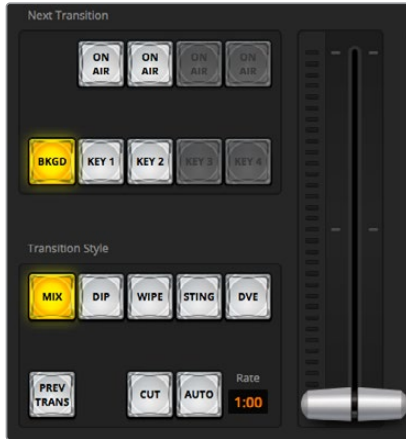 Next Transition
ON AIR ON AIR ON AIR ON AIR
BKGD KEY 1 KEY 2 KEY 3 KEY 4
Transition Style
MIX DIP WIPE STING DVE
Rate
PREV TRANS CUT AUTO 1:00